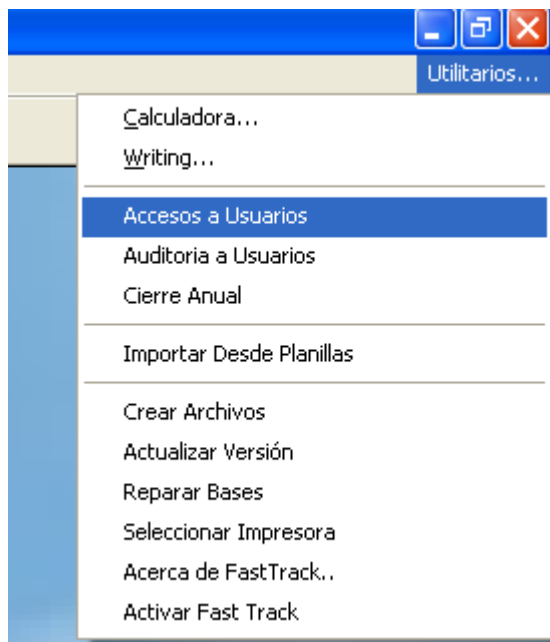 Utilitarios...
Calculadora...
Writing...
Accesos a Usuarios
Auditoria a Usuarios
Cierre Anual
Importar Desde Planillas
Crear Archivos
Actualizar Versión
Reparar Bases
Seleccionar Impresora
Acerca de FastTrack..
Activar Fast Track